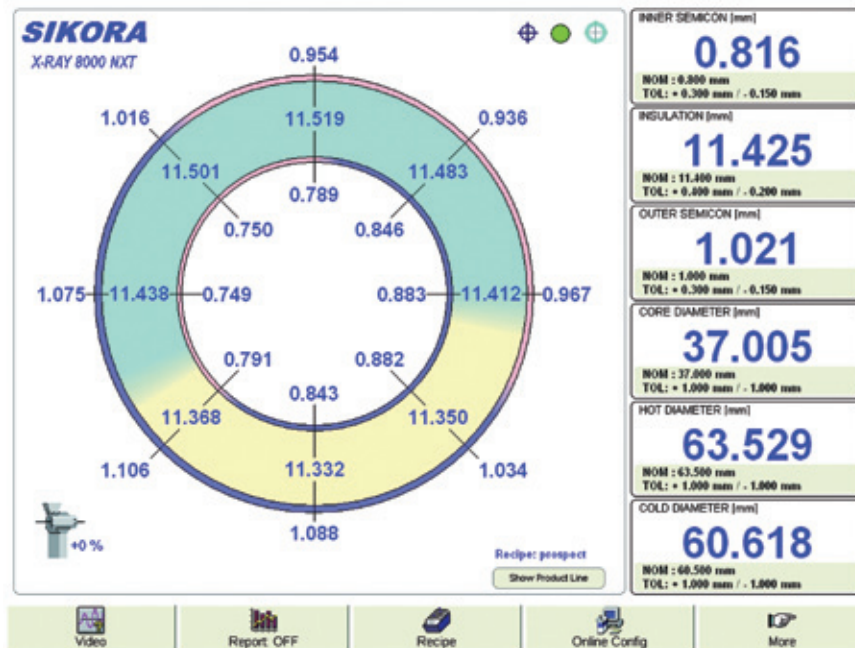 SIKORA
X-RAY 8000 NXT
0.954
1.016
0.936
11.519
11.501
11.483
0.789
0.750
0.846
1.075
11.438
0.749
0.883
11.412
0.967
0.791
0.882
0.843
11.368
11.350
11.332
1.106
1.034
1.088
+0 %
Recipe: prospect
Show Product Line
INNER SEMICON [mm]
0.816
NOM : 0.800 mm
TOL: + 0.300 mm / - 0.150 mm
INSULATION [mm]
11.425
NOM : 11.400 mm
TOL: + 0.400 mm / - 0.200 mm
OUTER SEMICON [mm]
1.021
NOM : 1.000 mm
TOL: + 0.300 mm / - 0.150 mm
CORE DIAMETER [mm]
37.005
NOM : 37.000 mm
TOL: + 1.000 mm / - 1.000 mm
HOT DIAMETER [mm]
63.529
NOM : 63.500 mm
TOL: + 1.000 mm / - 1.000 mm
COLD DIAMETER [mm]
60.618
NOM : 60.500 mm
TOL: + 1.000 mm / - 1.000 mm
Video
Report OFF
Recipe
Online Config
More